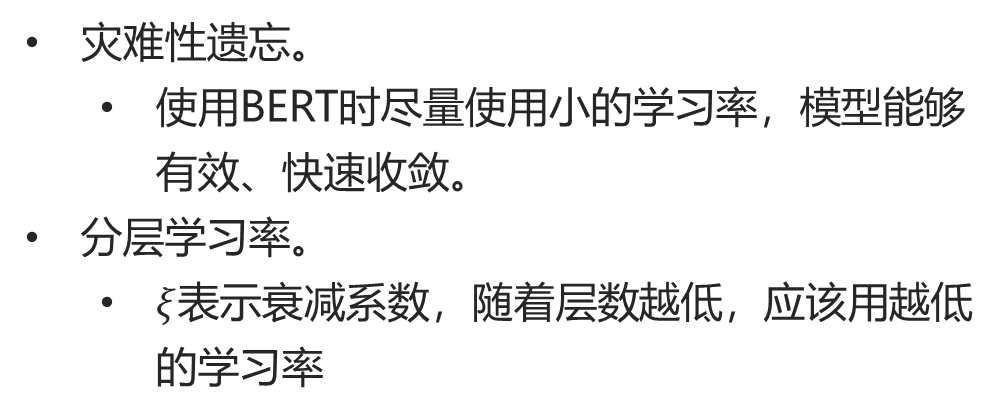 • 灾难性遗忘。
• 使用BERT时尽量使用小的学习率，模型能够
有效、快速收敛。
• 分层学习率。
• ξ表示衰减系数，随着层数越低，应该用越低
的学习率